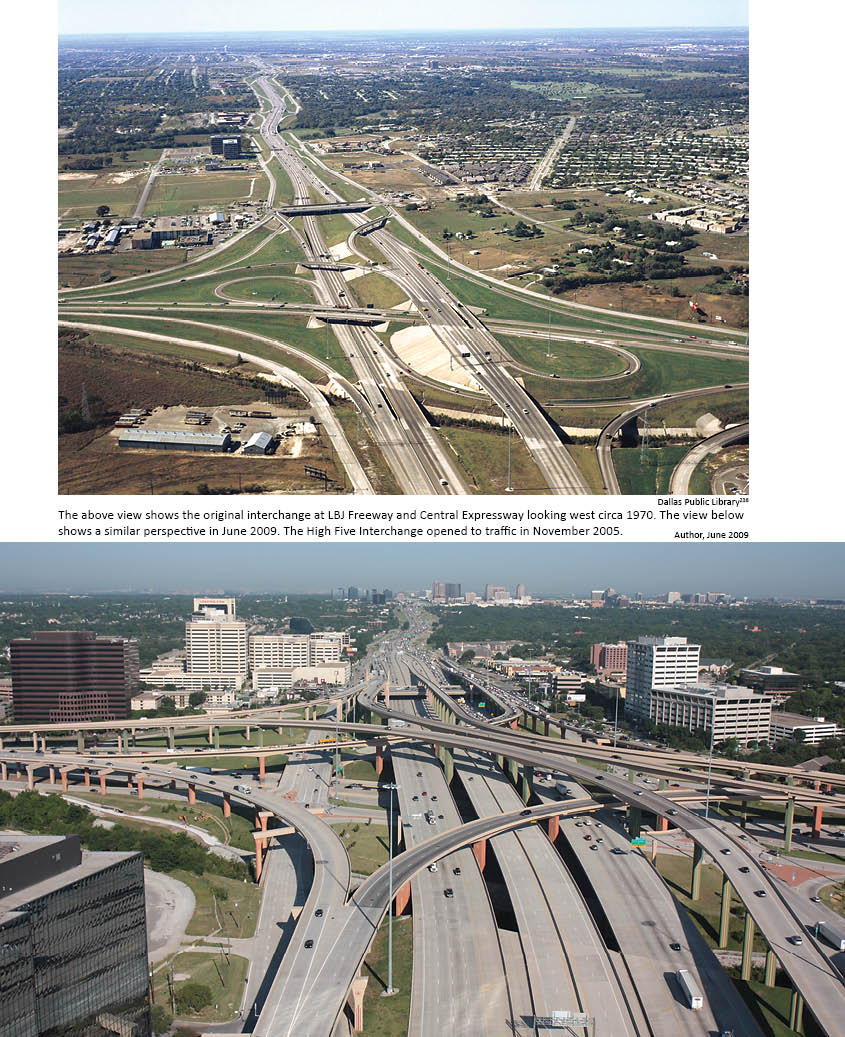 Dallas Public Library²³⁸
The above view shows the original interchange at LBJ Freeway and Central Expressway looking west circa 1970. The view below
shows a similar perspective in June 2009. The High Five Interchange opened to traffic in November 2005.
Author, June 2009